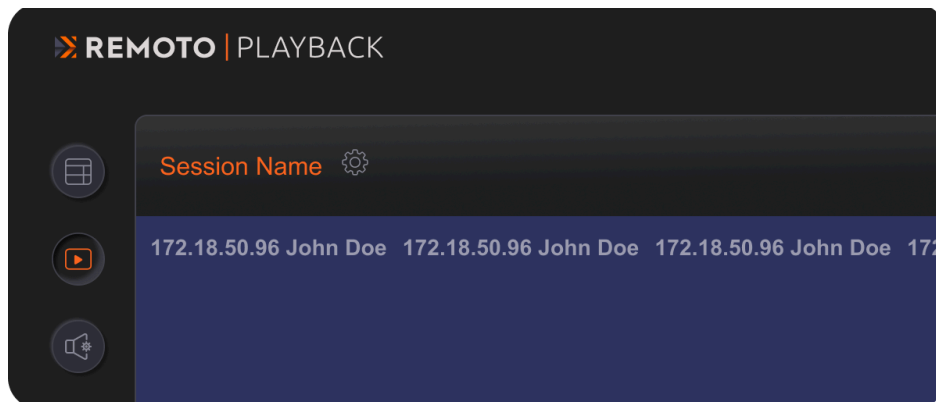 REMOTO | PLAYBACK
Session Name
172.18.50.96 John Doe 172.18.50.96 John Doe 172.18.50.96 John Doe 172